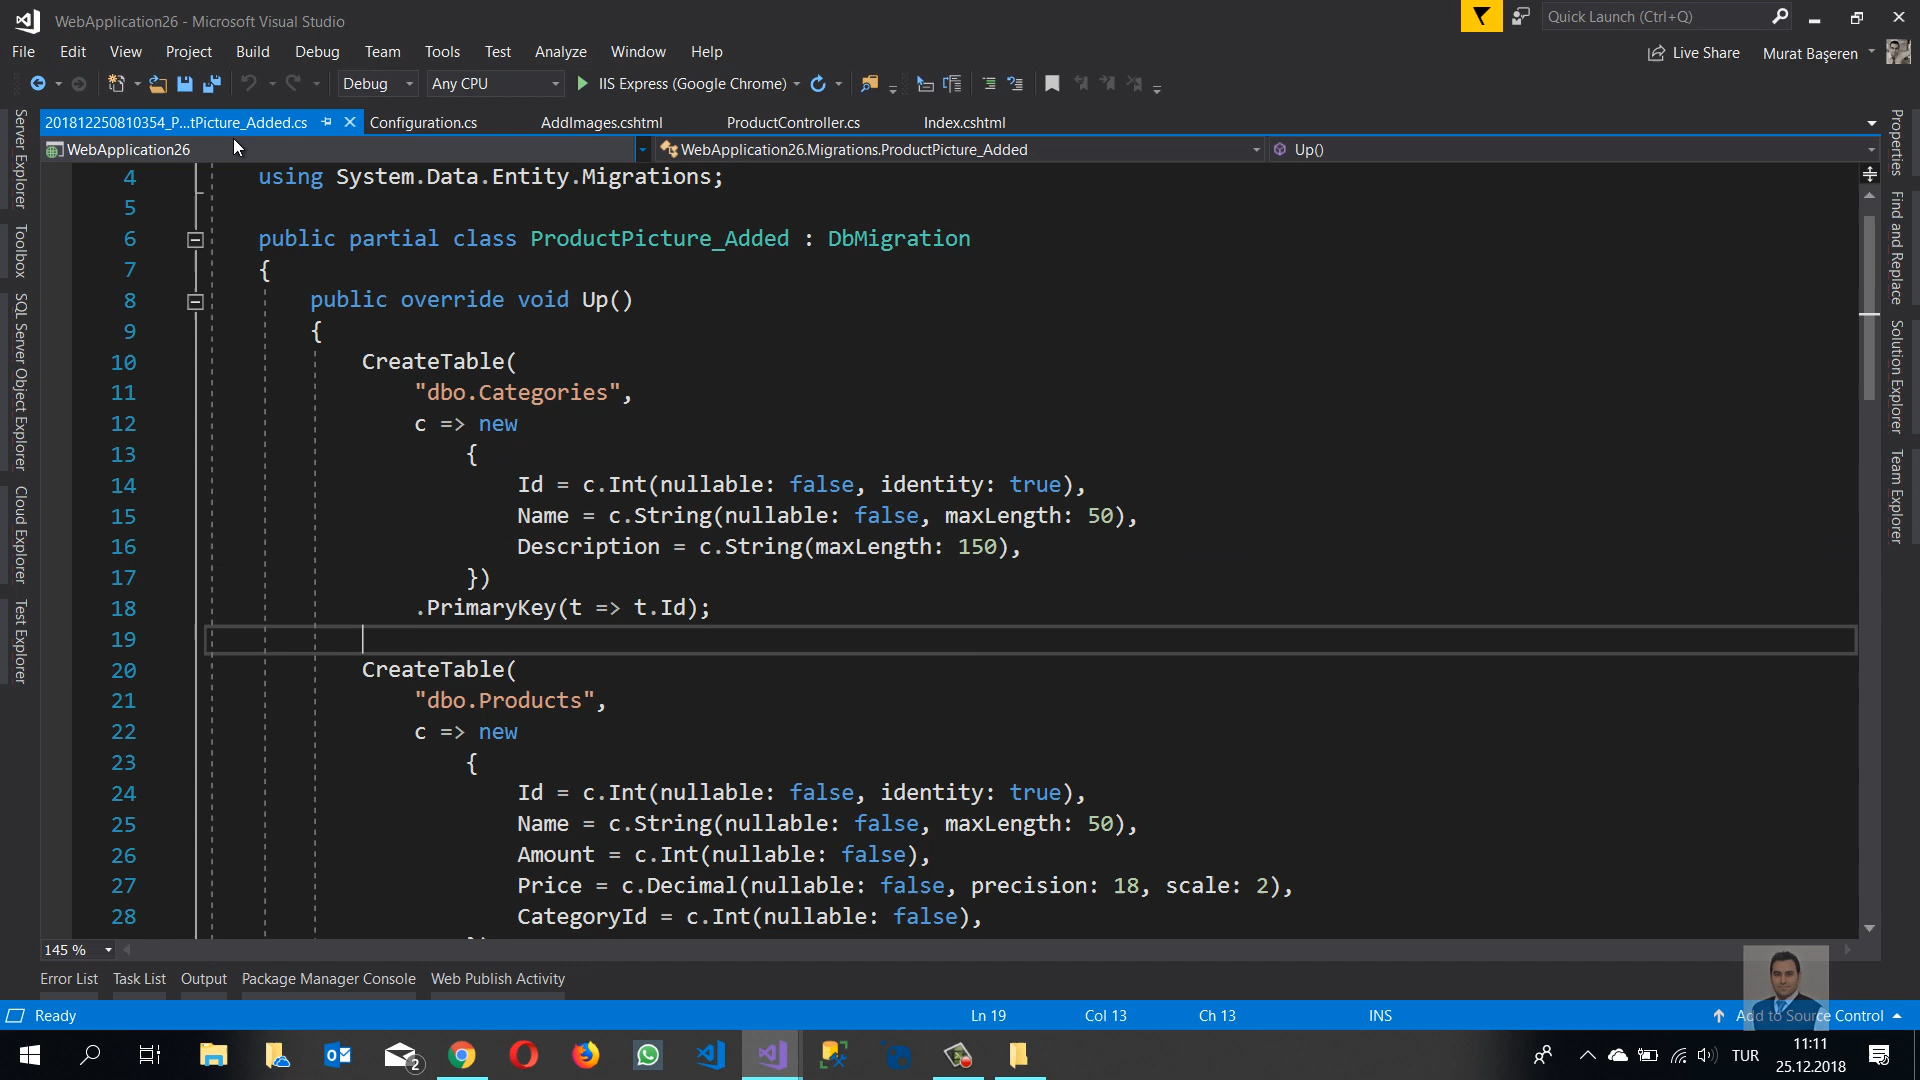 WebApplication26 - Microsoft Visual Studio
Quick Launch (Ctrl+Q)
File Edit View Project Build Debug Team Tools Test Analyze Window Help
Live Share
Murat Başeren
Debug
Any CPU
IIS Express (Google Chrome)
201812250810354_P...tPicture_Added.cs
Configuration.cs
AddImages.cshtml
ProductController.cs
Index.cshtml
WebApplication26
WebApplication26.Migrations.ProductPicture_Added
Up()
Server Explorer
Toolbox
SQL Server Object Explorer
Cloud Explorer
Test Explorer
4 using System.Data.Entity.Migrations;
5
6 public partial class ProductPicture_Added : DbMigration
7 {
8 public override void Up()
9 {
10 CreateTable(
11 "dbo.Categories",
12 c => new
13 {
14 Id = c.Int(nullable: false, identity: true),
15 Name = c.String(nullable: false, maxLength: 50),
16 Description = c.String(maxLength: 150),
17 })
18 .PrimaryKey(t => t.Id);
19
20 CreateTable(
21 "dbo.Products",
22 c => new
23 {
24 Id = c.Int(nullable: false, identity: true),
25 Name = c.String(nullable: false, maxLength: 50),
26 Amount = c.Int(nullable: false),
27 Price = c.Decimal(nullable: false, precision: 18, scale: 2),
28 CategoryId = c.Int(nullable: false),
Properties
Find and Replace
Solution Explorer
Team Explorer
145 %
Error List Task List Output Package Manager Console Web Publish Activity
Ready
Ln 19
Col 13
Ch 13
INS
Add to Source Control
2
TUR
11:11
25.12.2018